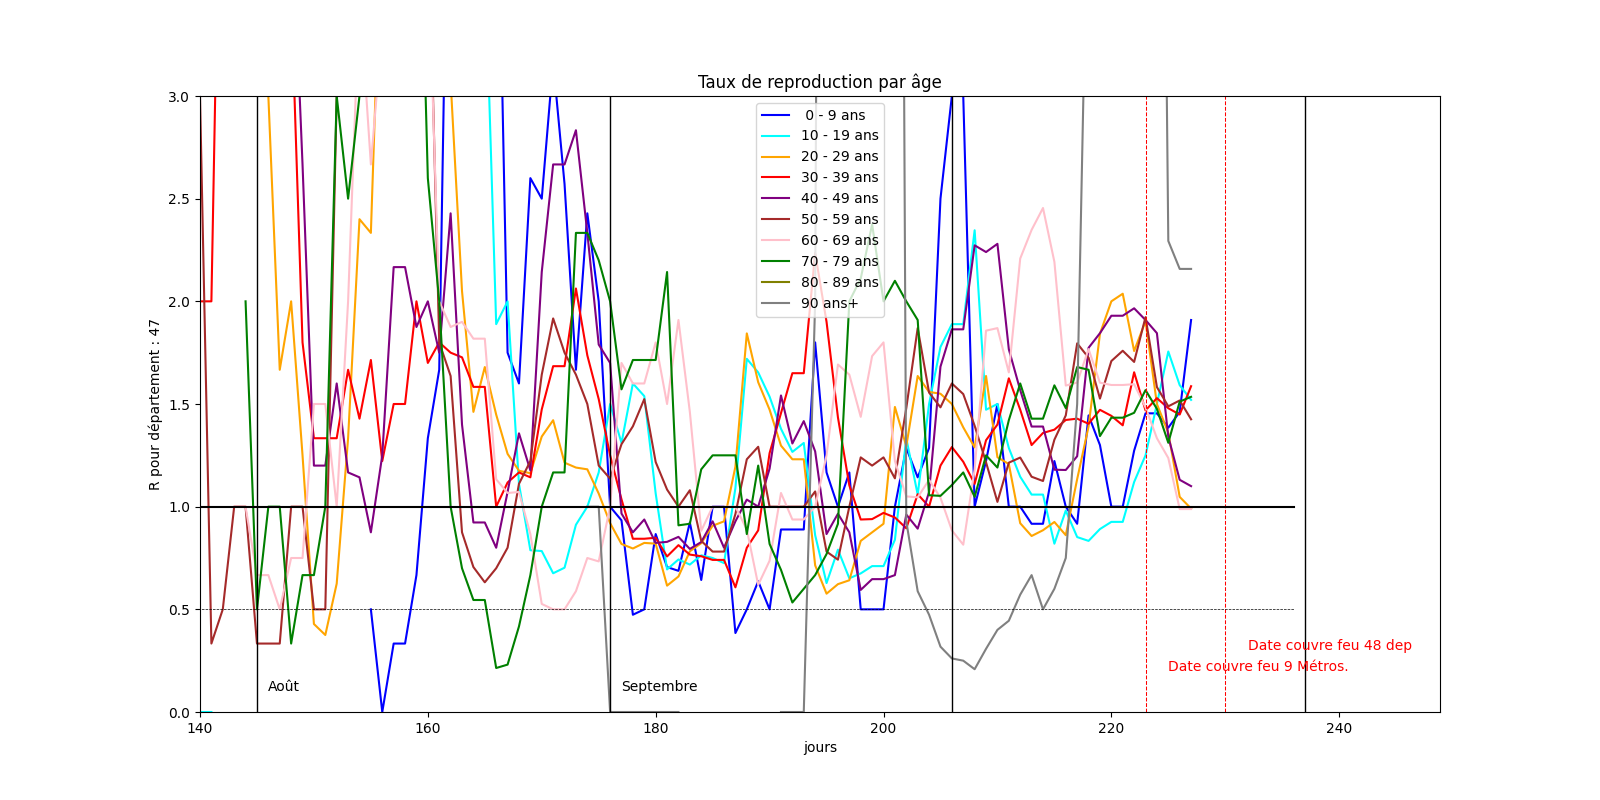 Taux de reproduction par âge
3.0
2.5
2.0
1.5
1.0
0.5
0.0
R pour département : 47
0 - 9 ans
10 - 19 ans
20 - 29 ans
30 - 39 ans
40 - 49 ans
50 - 59 ans
60 - 69 ans
70 - 79 ans
80 - 89 ans
90 ans+
Date couvre feu 48 dep
Date couvre feu 9 Métros.
Août
Septembre
140
160
180
200
220
240
jours